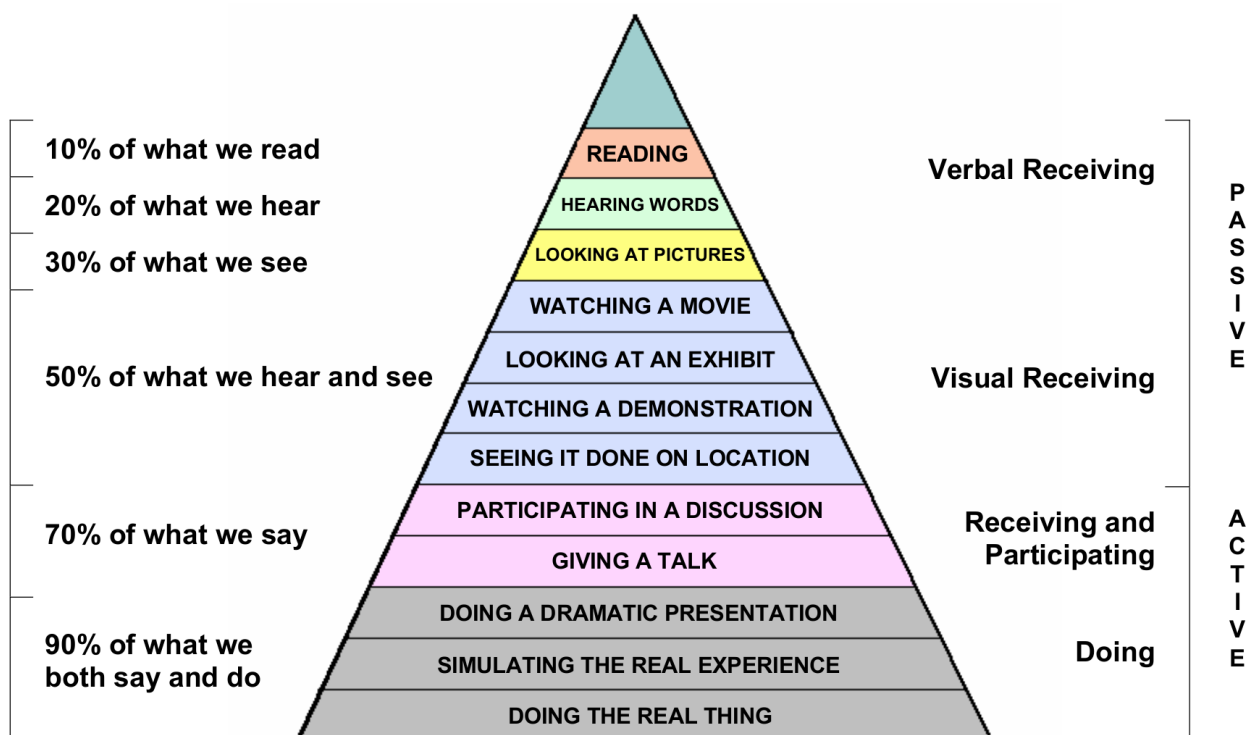 10% of what we read
20% of what we hear
30% of what we see
50% of what we hear and see
70% of what we say
90% of what we
both say and do
READING
HEARING WORDS
LOOKING AT PICTURES
WATCHING A MOVIE
LOOKING AT AN EXHIBIT
WATCHING A DEMONSTRATION
SEEING IT DONE ON LOCATION
PARTICIPATING IN A DISCUSSION
GIVING A TALK
DOING A DRAMATIC PRESENTATION
SIMULATING THE REAL EXPERIENCE
DOING THE REAL THING
Verbal Receiving
Visual Receiving
Receiving and
Participating
Doing
PASSIVE
ACTIVE